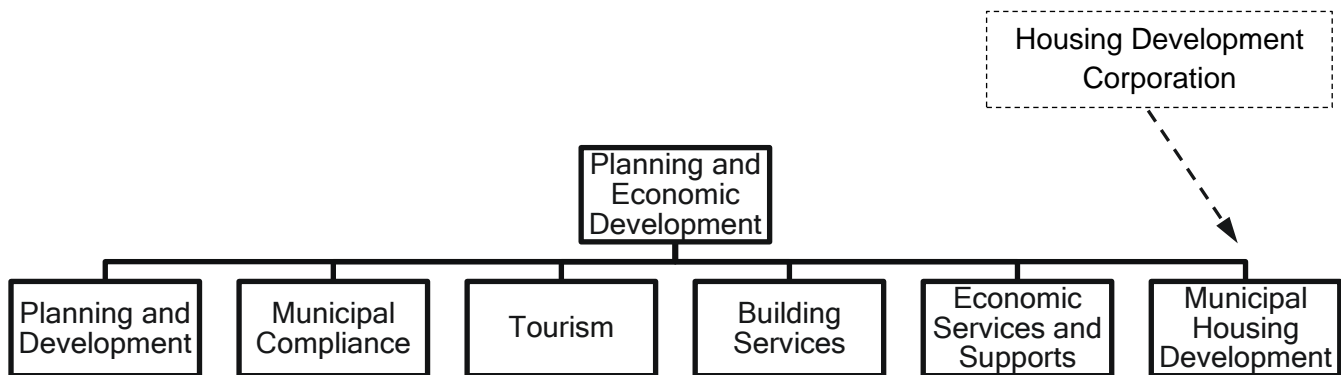 Housing Development
Corporation
Planning and
Economic
Development
Planning and
Development
Municipal
Compliance
Tourism
Building
Services
Economic
Services and
Supports
Municipal
Housing
Development